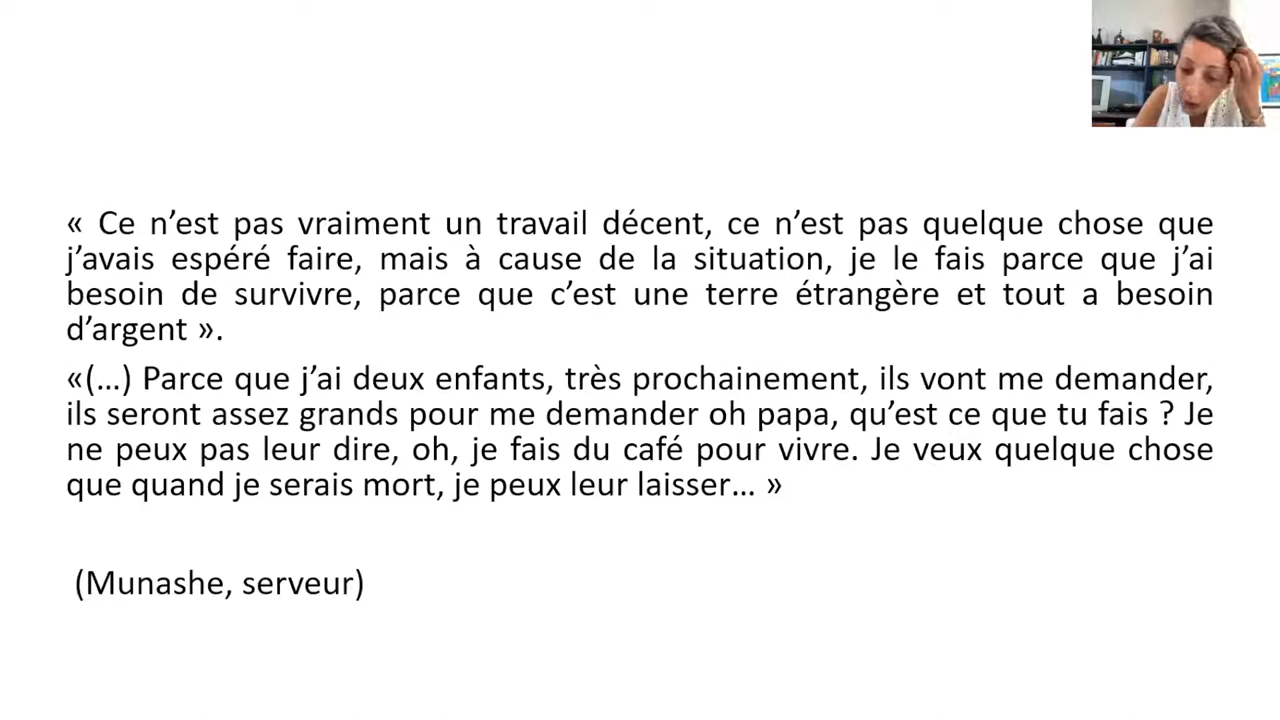 « Ce n’est pas vraiment un travail décent, ce n’est pas quelque chose que
j’avais espéré faire, mais à cause de la situation, je le fais parce que j’ai
besoin de survivre, parce que c’est une terre étrangère et tout a besoin
d’argent ».
«(…) Parce que j’ai deux enfants, très prochainement, ils vont me demander,
ils seront assez grands pour me demander oh papa, qu’est ce que tu fais ? Je
ne peux pas leur dire, oh, je fais du café pour vivre. Je veux quelque chose
que quand je serais mort, je peux leur laisser… »
(Munashe, serveur)